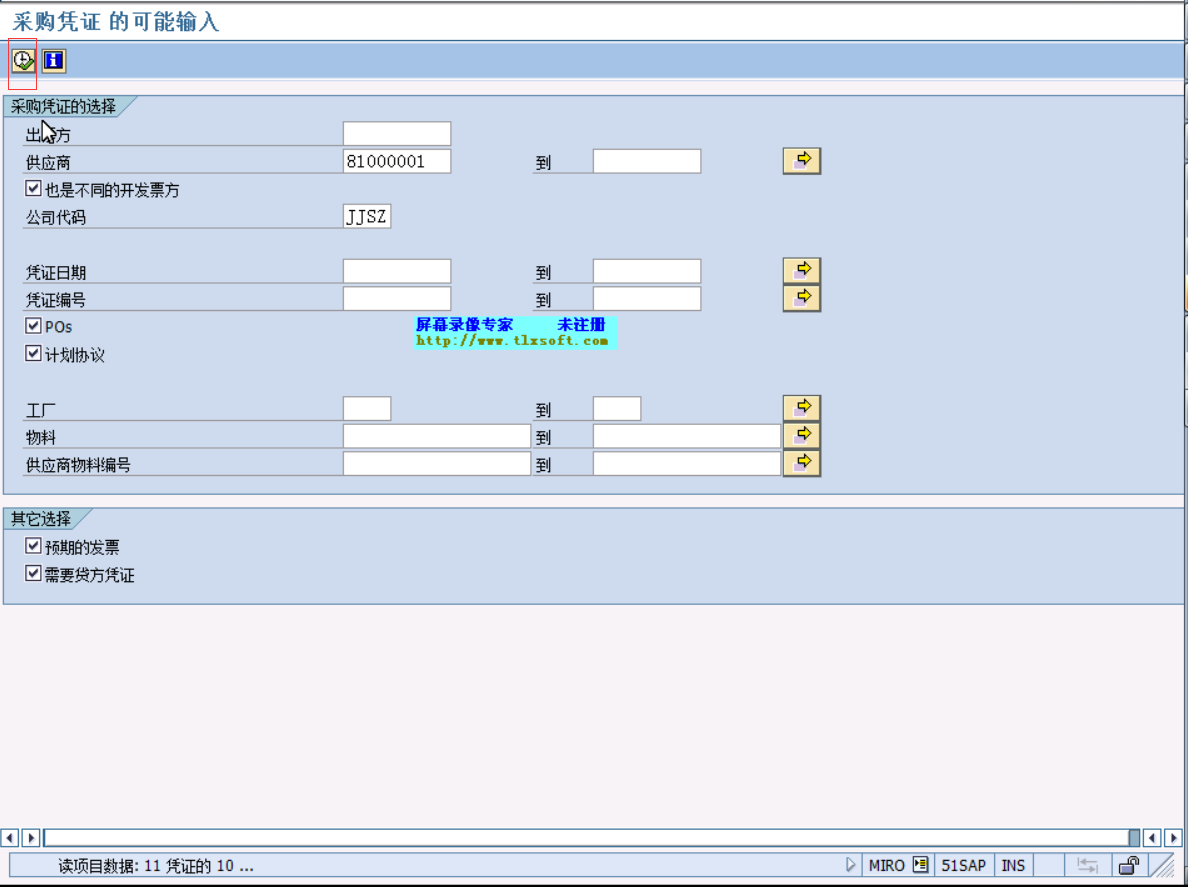 采购凭证 的可能输入
采购凭证的选择
出 方
供应商 81000001 到
也是不同的开发票方
公司代码 JJSZ
凭证日期 到
凭证编号 到
POs
屏幕录像专家 未注册
http://www.tlxsoft.com
计划协议
工厂 到
物料 到
供应商物料编号 到
其它选择
预期的发票
需要贷方凭证
读项目数据: 11 凭证的 10 ... MIRO 51SAP INS